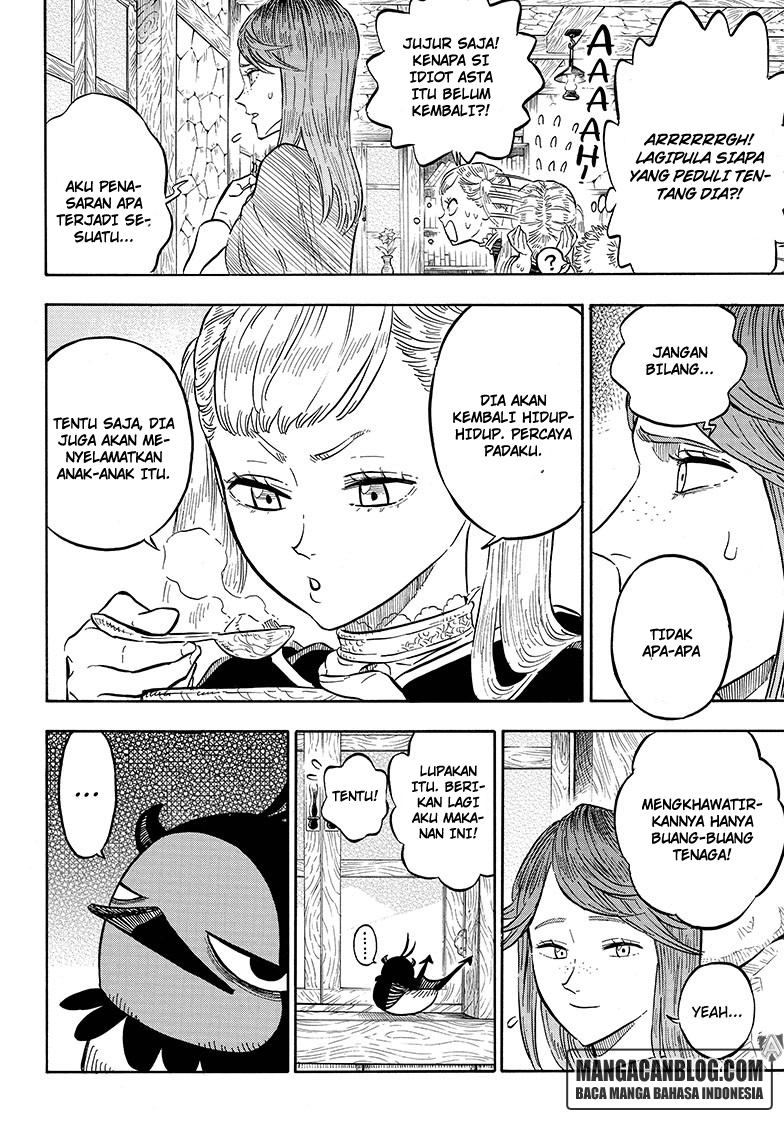 ARRRRRRGH!
LAGIPULA SIAPA
YANG PEDULI TEN-
TANG DIA?!
AAAAAH!
JUJUR SAJA!
KENAPA SI
IDIOT ASTA
ITU BELUM
KEMBALI?!
?
AKU PENA-
SARAN APA
TERJADI SE-
SUATU...
JANGAN
BILANG...
TIDAK
APA-APA
DIA AKAN
KEMBALI HIDUP-
HIDUP. PERCAYA
PADAKU.
TENTU SAJA, DIA
JUGA AKAN ME-
NYELAMATKAN
ANAK-ANAK ITU.
MENGKHAWATIR-
KANNYA HANYA
BUANG-BUANG
TENAGA!
YEAH...
LUPAKAN
ITU. BERI-
KAN LAGI
AKU MAKA-
NAN INI!
TENTU!
......
...
MANGACANBLOG.COM
BACA MANGA BAHASA INDONESIA